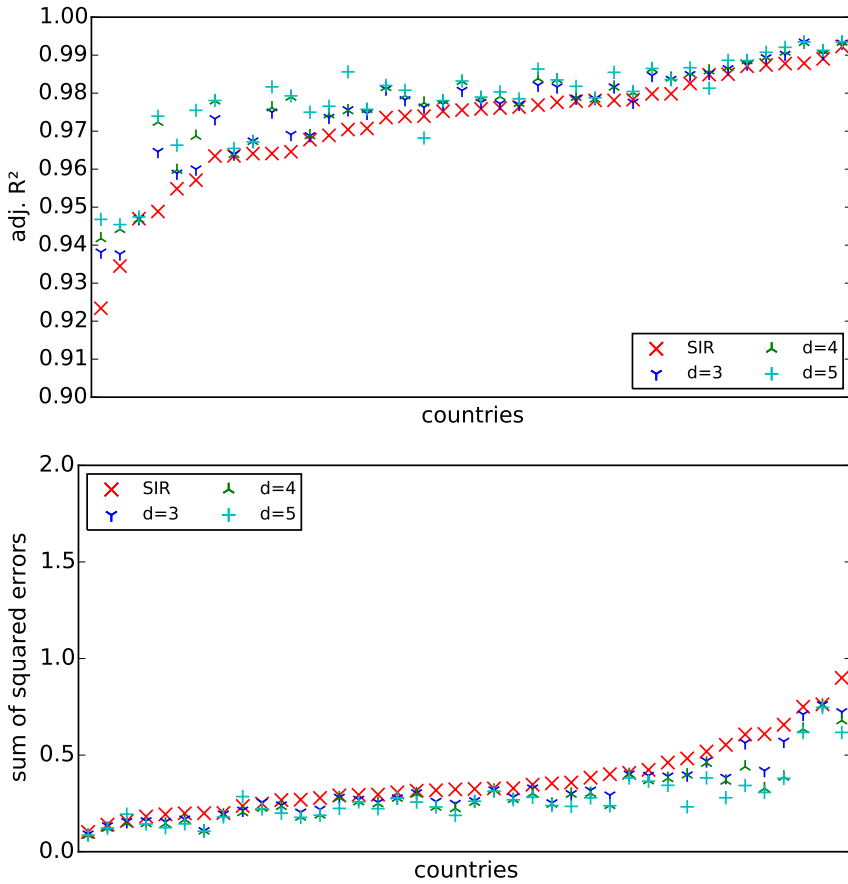 1.00
0.99
0.98
0.97
0.96
0.95
0.94
0.93
0.92
0.91
0.90
adj. R²
SIR
d=3
d=4
d=5
countries
2.0
1.5
1.0
0.5
0.0
sum of squared errors
SIR
d=3
d=4
d=5
countries